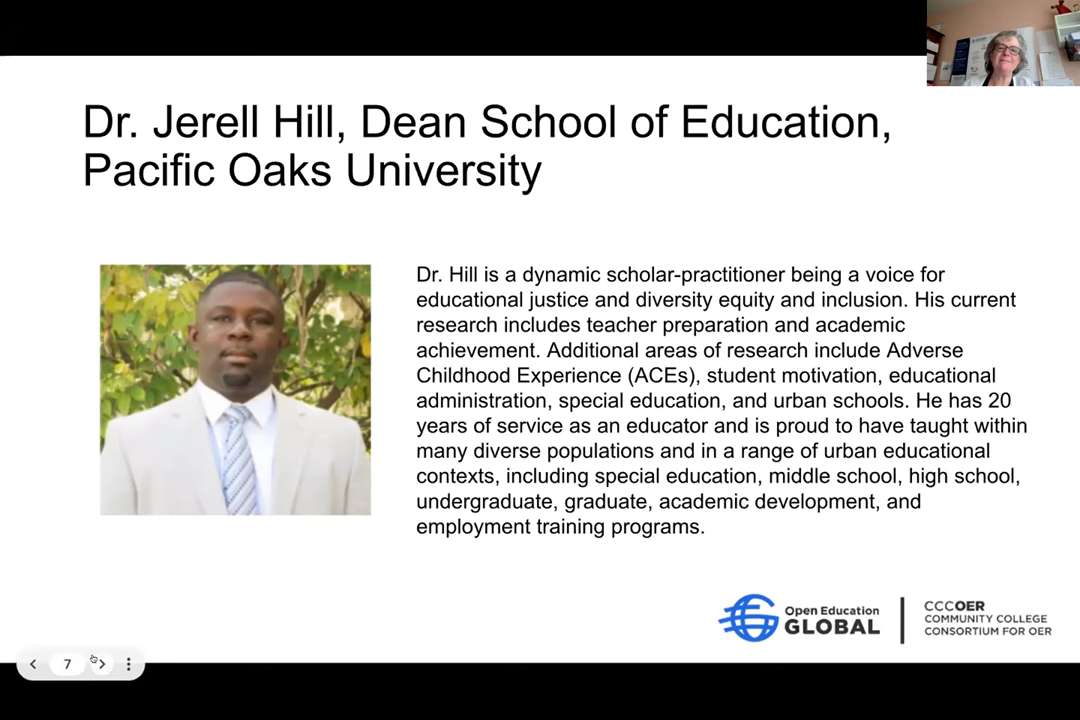 Dr. Jerell Hill, Dean School of Education,
Pacific Oaks University
Dr. Hill is a dynamic scholar-practitioner being a voice for
educational justice and diversity equity and inclusion. His current
research includes teacher preparation and academic
achievement. Additional areas of research include Adverse
Childhood Experience (ACEs), student motivation, educational
administration, special education, and urban schools. He has 20
years of service as an educator and is proud to have taught within
many diverse populations and in a range of urban educational
contexts, including special education, middle school, high school,
undergraduate, graduate, academic development, and
employment training programs.
Open Education
GLOBAL
CCCOER
COMMUNITY COLLEGE
CONSORTIUM FOR OER
7